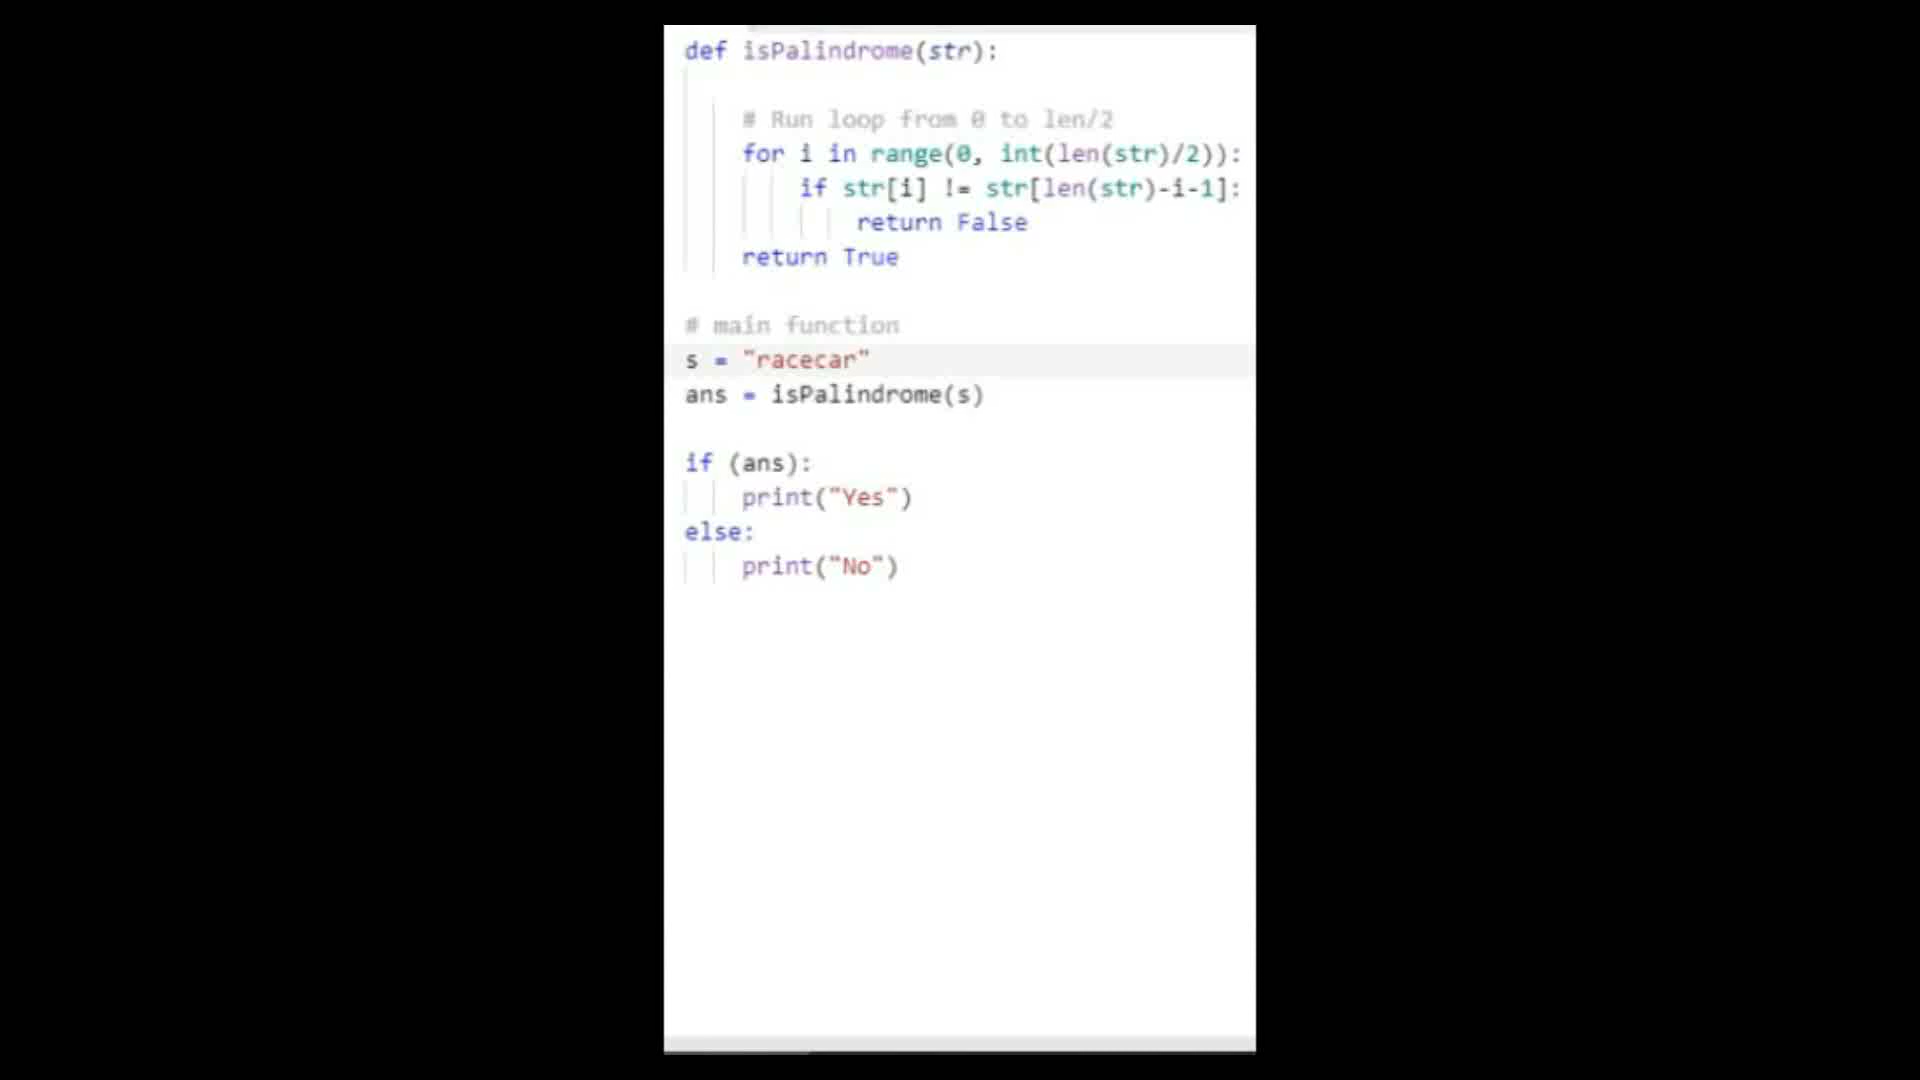 def isPalindrome(str):
# Run loop from 0 to len/2
for i in range(0, int(len(str)/2)):
if str[i] != str[len(str)-i-1]:
return False
return True
# main function
s = "racecar"
ans = isPalindrome(s)
if (ans):
print("Yes")
else:
print("No")